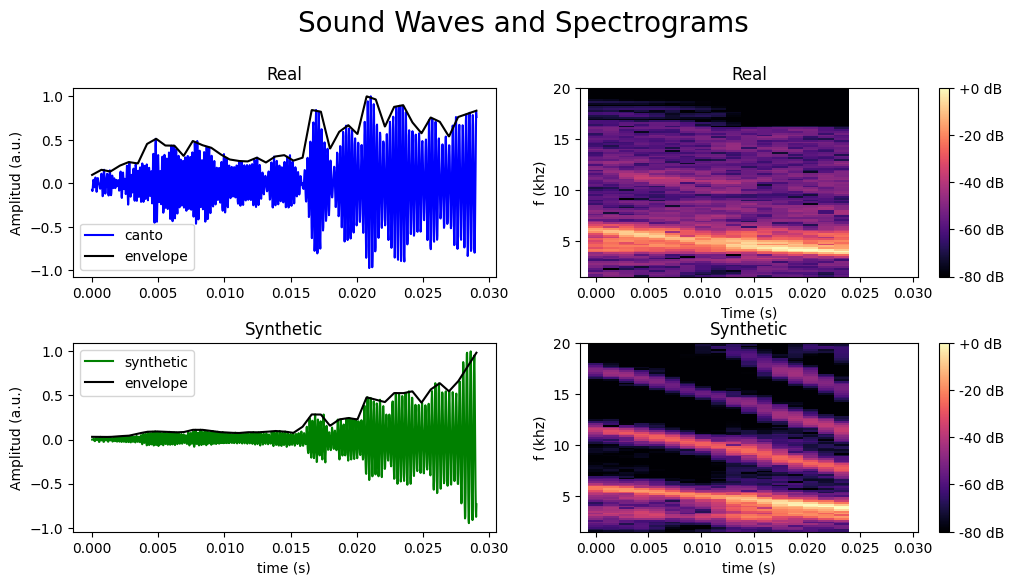 Sound Waves and Spectrograms
Real
Amplitud (a.u.)
1.0
0.5
0.0
−0.5
−1.0
canto
envelope
0.000 0.005 0.010 0.015 0.020 0.025 0.030
Real
f (khz)
20
15
10
5
0.000 0.005 0.010 0.015 0.020 0.025 0.030
Time (s)
+0 dB
-20 dB
-40 dB
-60 dB
-80 dB
Synthetic
Amplitud (a.u.)
1.0
0.5
0.0
−0.5
−1.0
synthetic
envelope
0.000 0.005 0.010 0.015 0.020 0.025 0.030
time (s)
Synthetic
f (khz)
20
15
10
5
0.000 0.005 0.010 0.015 0.020 0.025 0.030
time (s)
+0 dB
-20 dB
-40 dB
-60 dB
-80 dB